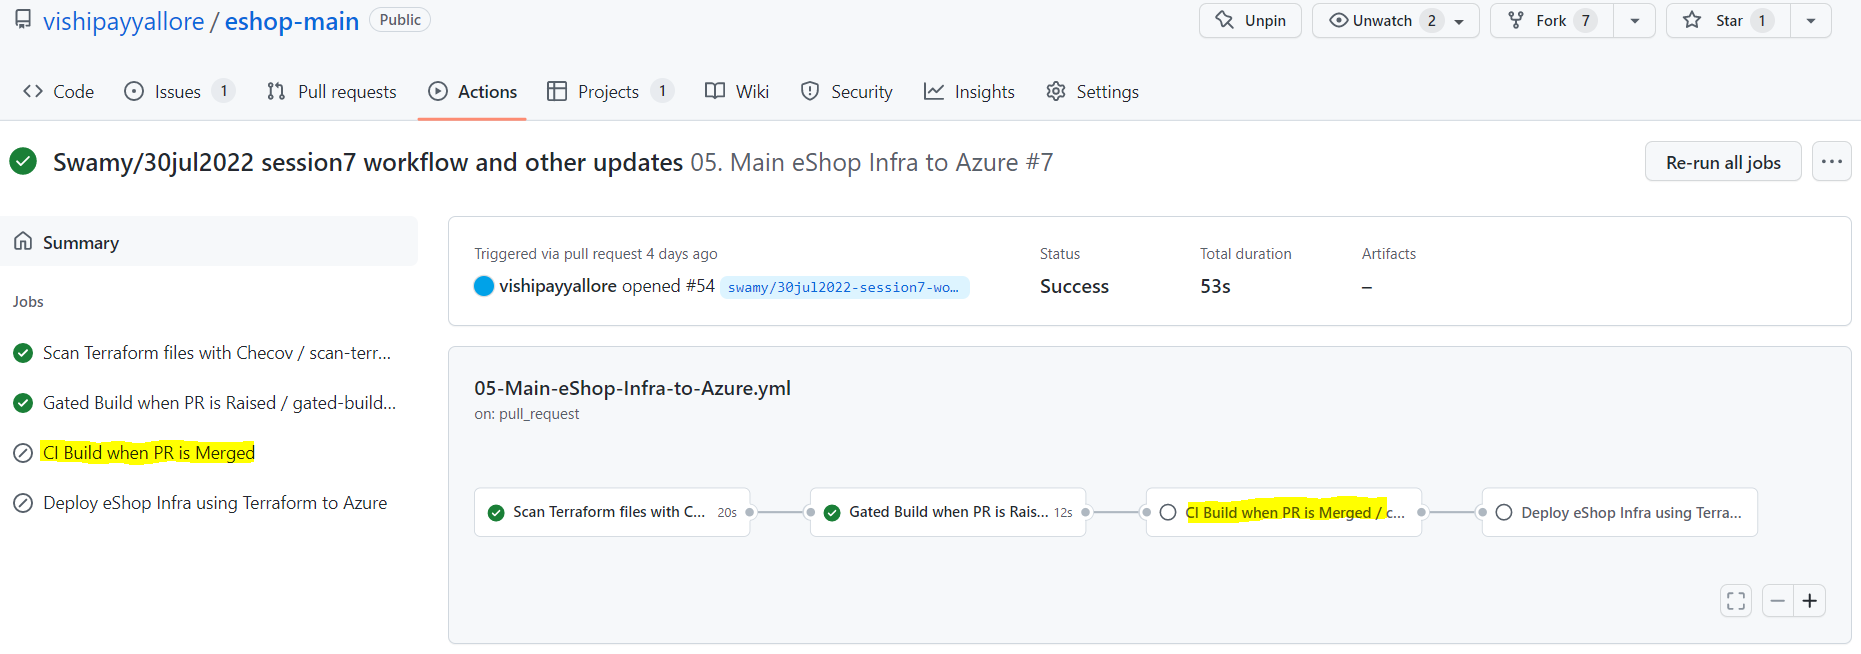 vishipayyallore / eshop-main Public Unpin Unwatch 2 Fork 7 Star 1
Code Issues 1 Pull requests Actions Projects 1 Wiki Security Insights Settings
Swamy/30jul2022 session7 workflow and other updates 05. Main eShop Infra to Azure #7 Re-run all jobs ...
Summary
Jobs
Scan Terraform files with Checov / scan-terr...
Gated Build when PR is Raised / gated-build...
CI Build when PR is Merged
Deploy eShop Infra using Terraform to Azure
Triggered via pull request 4 days ago
vishipayyallore opened #54 swamy/30jul2022-session7-wo...
Status
Success
Total duration
53s
Artifacts
–
05-Main-eShop-Infra-to-Azure.yml
on: pull_request
Scan Terraform files with C... 20s
Gated Build when PR is Rais... 12s
CI Build when PR is Merged / c...
Deploy eShop Infra using Terra...